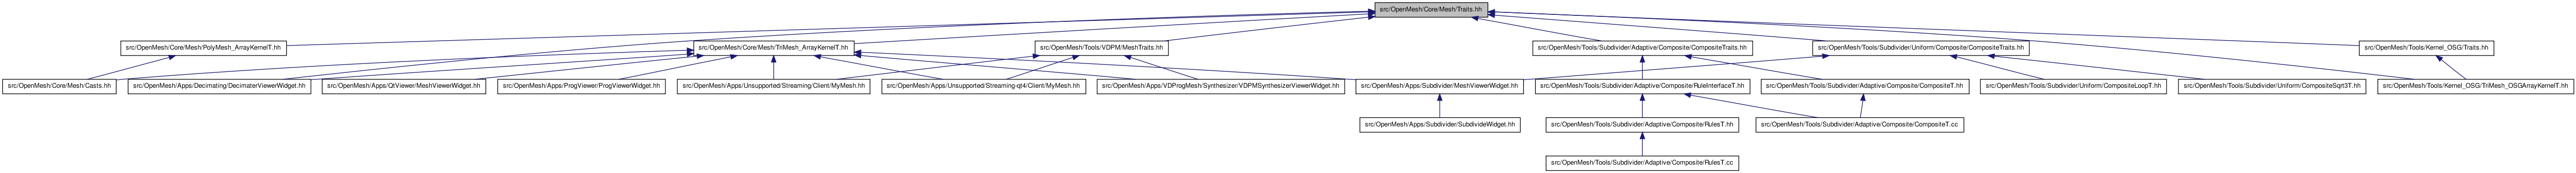 src/OpenMesh/Core/Mesh/Traits.hh
src/OpenMesh/Core/Mesh/PolyMesh_ArrayKernelT.hh
src/OpenMesh/Core/Mesh/TriMesh_ArrayKernelT.hh
src/OpenMesh/Tools/VDPM/MeshTraits.hh
src/OpenMesh/Tools/Subdivider/Adaptive/Composite/CompositeTraits.hh
src/OpenMesh/Tools/Subdivider/Uniform/Composite/CompositeTraits.hh
src/OpenMesh/Tools/Kernel_OSG/Traits.hh
src/OpenMesh/Core/Mesh/Casts.hh
src/OpenMesh/Apps/Decimating/DecimaterViewerWidget.hh
src/OpenMesh/Apps/QtViewer/MeshViewerWidget.hh
src/OpenMesh/Apps/ProgViewer/ProgViewerWidget.hh
src/OpenMesh/Apps/Unsupported/Streaming/Client/MyMesh.hh
src/OpenMesh/Apps/Unsupported/Streaming-qt4/Client/MyMesh.hh
src/OpenMesh/Apps/VDProgMesh/Synthesizer/VDPMSynthesizerViewerWidget.hh
src/OpenMesh/Apps/Subdivider/MeshViewerWidget.hh
src/OpenMesh/Tools/Subdivider/Adaptive/Composite/RuleInterfaceT.hh
src/OpenMesh/Tools/Subdivider/Adaptive/Composite/CompositeT.hh
src/OpenMesh/Tools/Subdivider/Uniform/CompositeLoopT.hh
src/OpenMesh/Tools/Subdivider/Uniform/CompositeSqrt3T.hh
src/OpenMesh/Tools/Kernel_OSG/TriMesh_OSGArrayKernelT.hh
src/OpenMesh/Apps/Subdivider/SubdivideWidget.hh
src/OpenMesh/Tools/Subdivider/Adaptive/Composite/RulesT.hh
src/OpenMesh/Tools/Subdivider/Adaptive/Composite/CompositeT.cc
src/OpenMesh/Tools/Subdivider/Adaptive/Composite/RulesT.cc